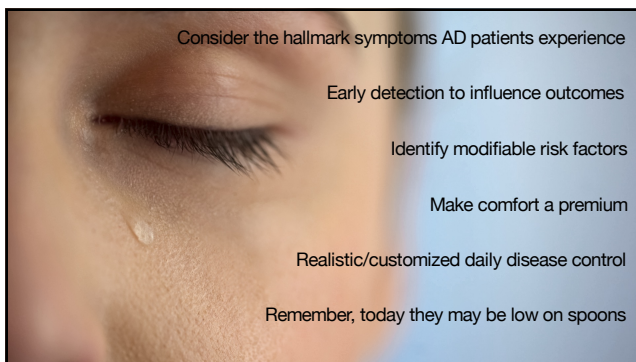 Consider the hallmark symptoms AD patients experience
Early detection to influence outcomes
Identify modifiable risk factors
Make comfort a premium
Realistic/customized daily disease control
Remember, today they may be low on spoons